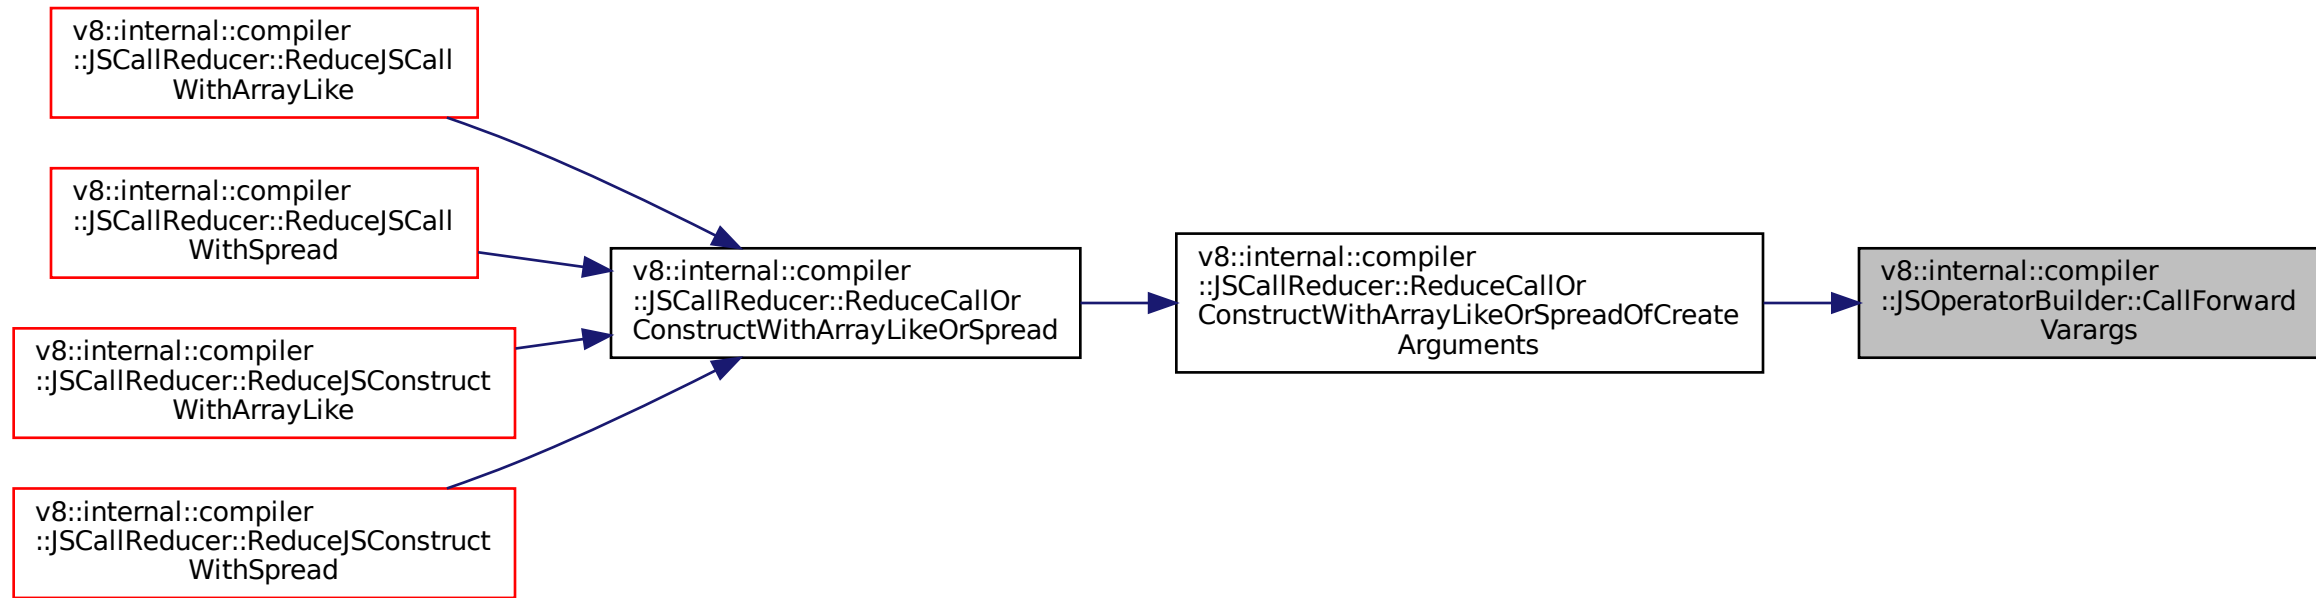 v8::internal::compiler
::JSCallReducer::ReduceJSCall
WithArrayLike
v8::internal::compiler
::JSCallReducer::ReduceJSCall
WithSpread
v8::internal::compiler
::JSCallReducer::ReduceJSConstruct
WithArrayLike
v8::internal::compiler
::JSCallReducer::ReduceJSConstruct
WithSpread
v8::internal::compiler
::JSCallReducer::ReduceCallOr
ConstructWithArrayLikeOrSpread
v8::internal::compiler
::JSCallReducer::ReduceCallOr
ConstructWithArrayLikeOrSpreadOfCreate
Arguments
v8::internal::compiler
::JSOperatorBuilder::CallForward
Varargs